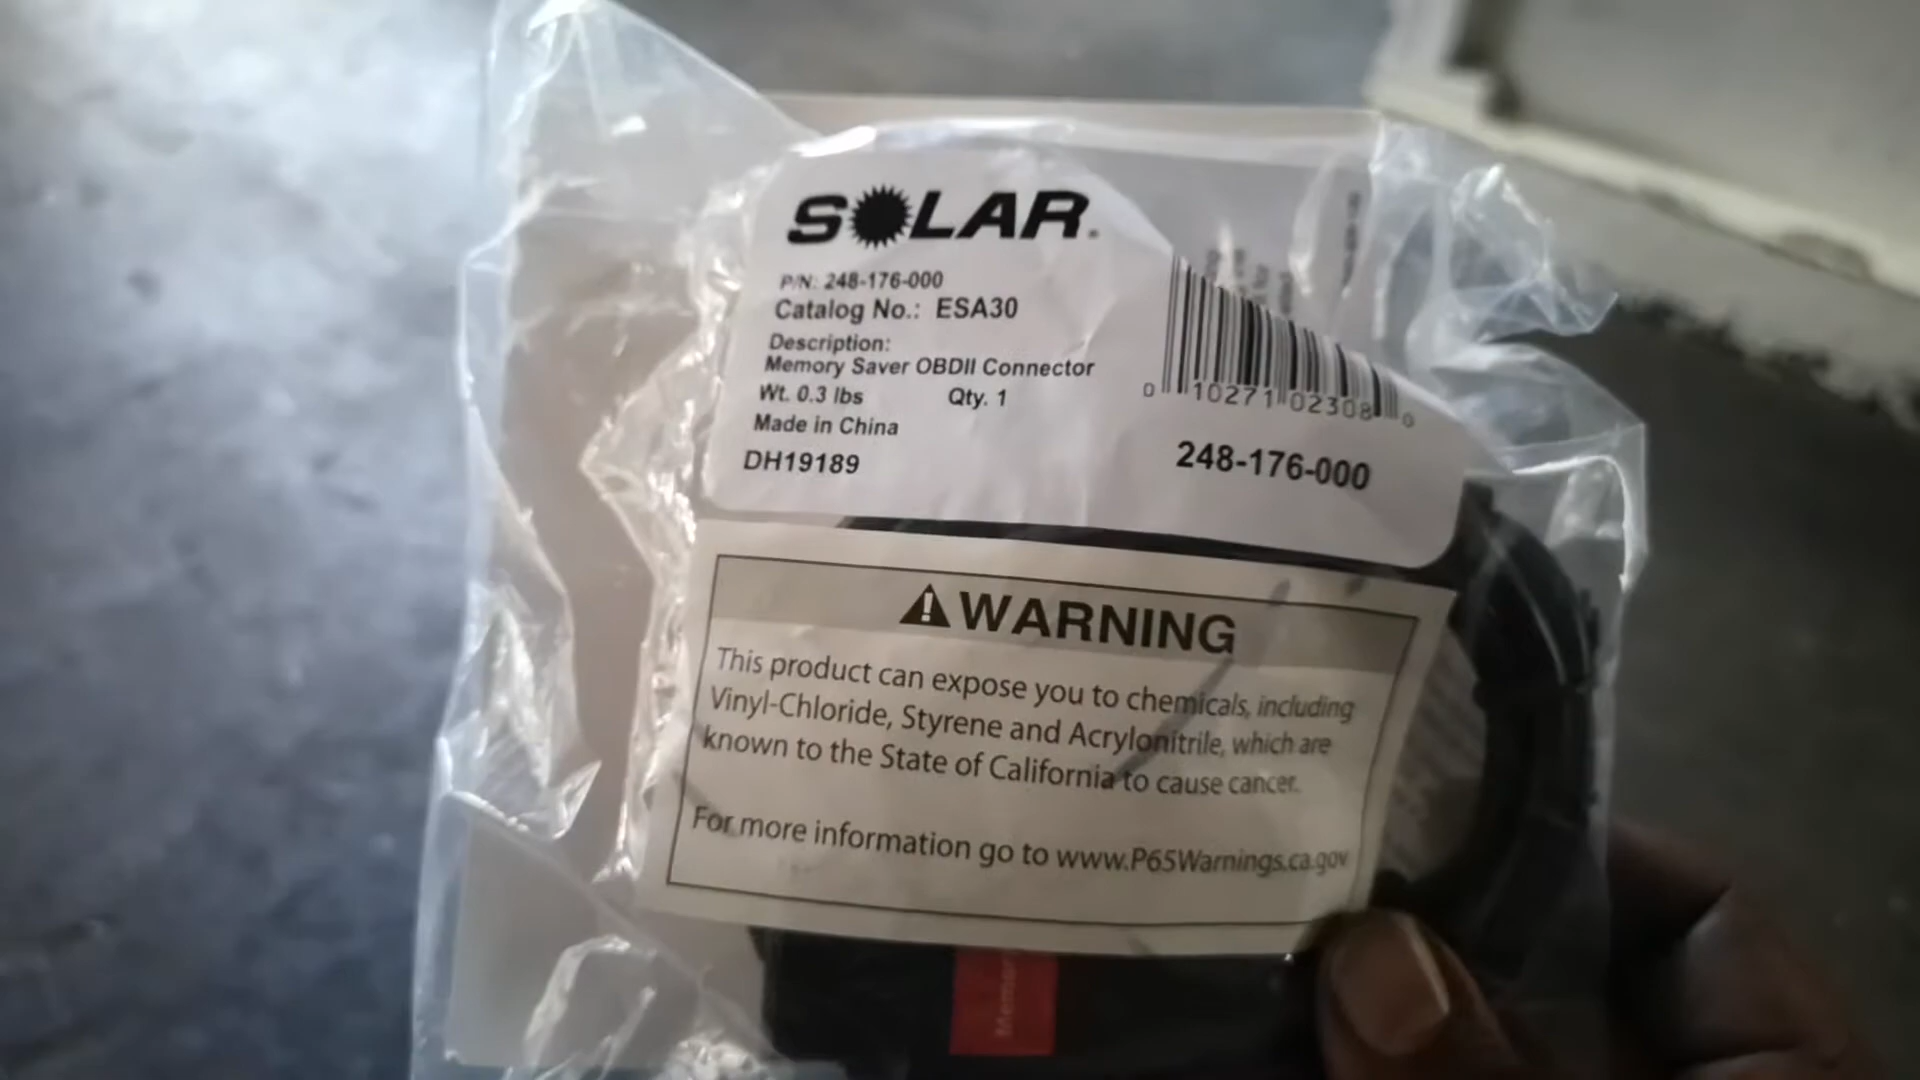 SOLAR.
P/N: 248-176-000
Catalog No.: ESA30
Description:
Memory Saver OBDII Connector
Wt. 0.3 lbs Qty. 1
Made in China
DH19189
0 10271 02308 0
248-176-000
WARNING
This product can expose you to chemicals, including
Vinyl-Chloride, Styrene and Acrylonitrile, which are
known to the State of California to cause cancer.
For more information go to www.P65Warnings.ca.gov